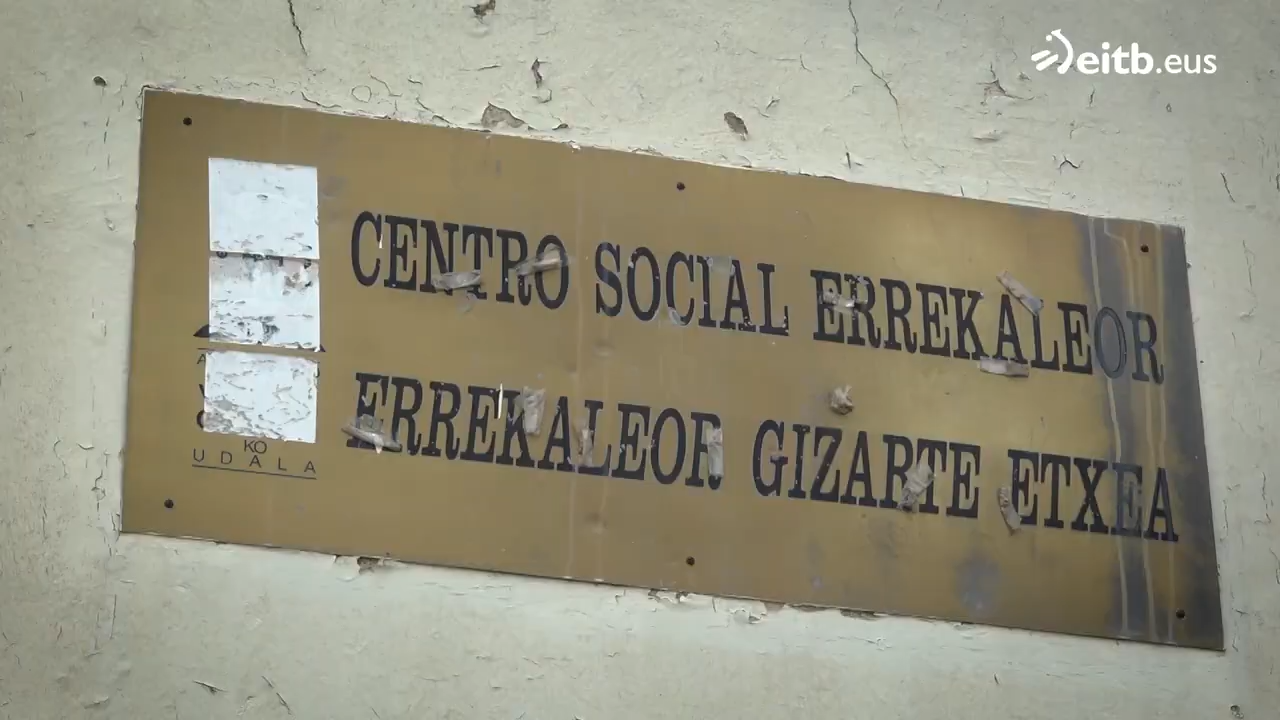 eitb.eus
CENTRO SOCIAL ERREKALEOR
ERREKALEOR GIZARTE ETXEA
KO
UDALA